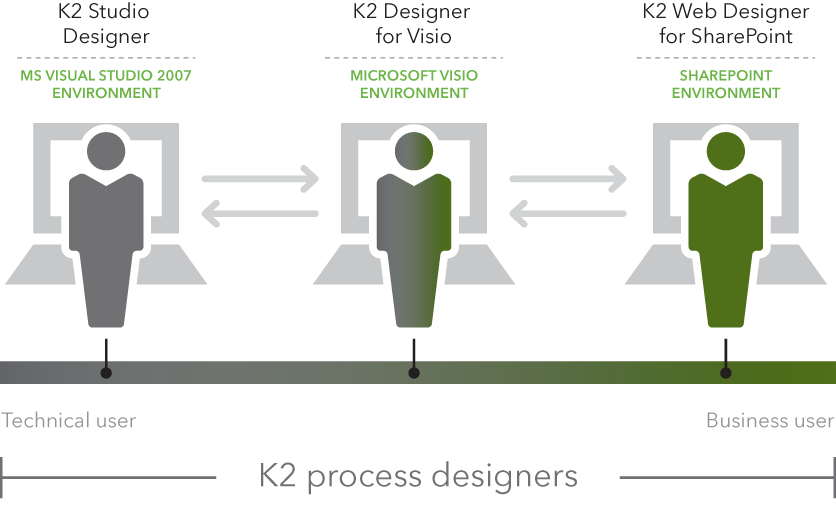 K2 Studio
Designer
MS VISUAL STUDIO 2007
ENVIRONMENT
K2 Designer
for Visio
MICROSOFT VISIO
ENVIRONMENT
K2 Web Designer
for SharePoint
SHAREPOINT
ENVIRONMENT
Technical user
Business user
K2 process designers